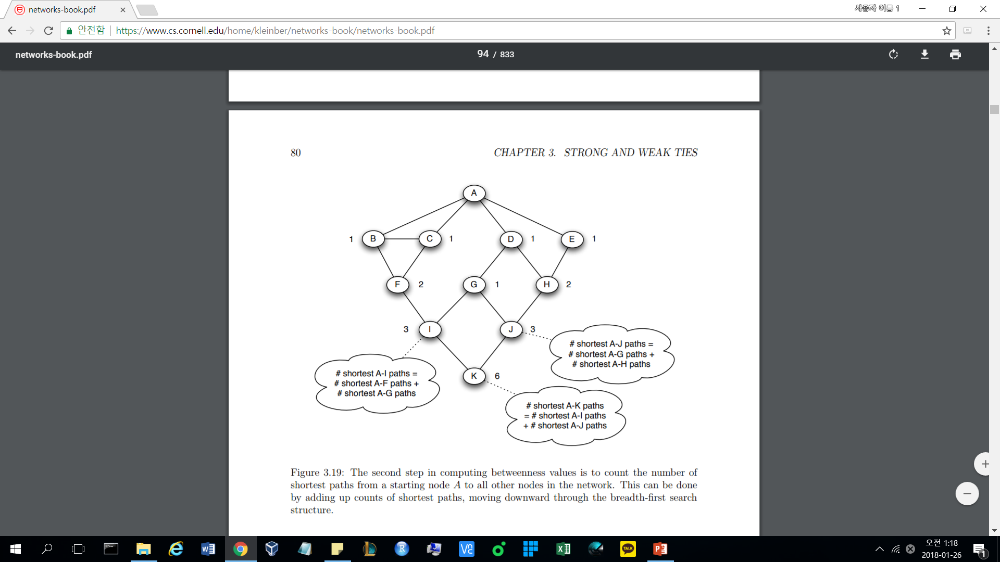 networks-book.pdf
사용자 이름 1
안전함
https://www.cs.cornell.edu/home/kleinber/networks-book/networks-book.pdf
networks-book.pdf
94 / 833
80
CHAPTER 3. STRONG AND WEAK TIES
A
1 B C 1 D 1 E 1
F 2 G 1 H 2
3 I J 3
# shortest A-J paths =
# shortest A-G paths +
# shortest A-H paths
# shortest A-I paths =
# shortest A-F paths +
# shortest A-G paths
K 6
# shortest A-K paths
= # shortest A-I paths
+ # shortest A-J paths
Figure 3.19: The second step in computing betweenness values is to count the number of
shortest paths from a starting node A to all other nodes in the network. This can be done
by adding up counts of shortest paths, moving downward through the breadth-first search
structure.
오전 1:18
2018-01-26
1
TALK